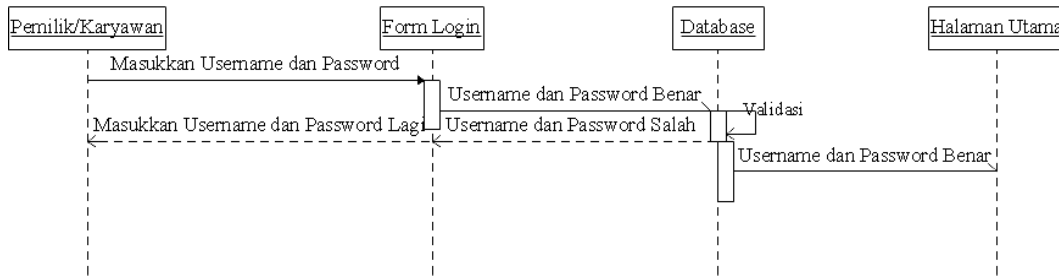 Pemilik/Karyawan
Form Login
Database
Halaman Utama
Masukkan Username dan Password
Username dan Password Benar
Validasi
Masukkan Username dan Password Lagi
Username dan Password Salah
Username dan Password Benar